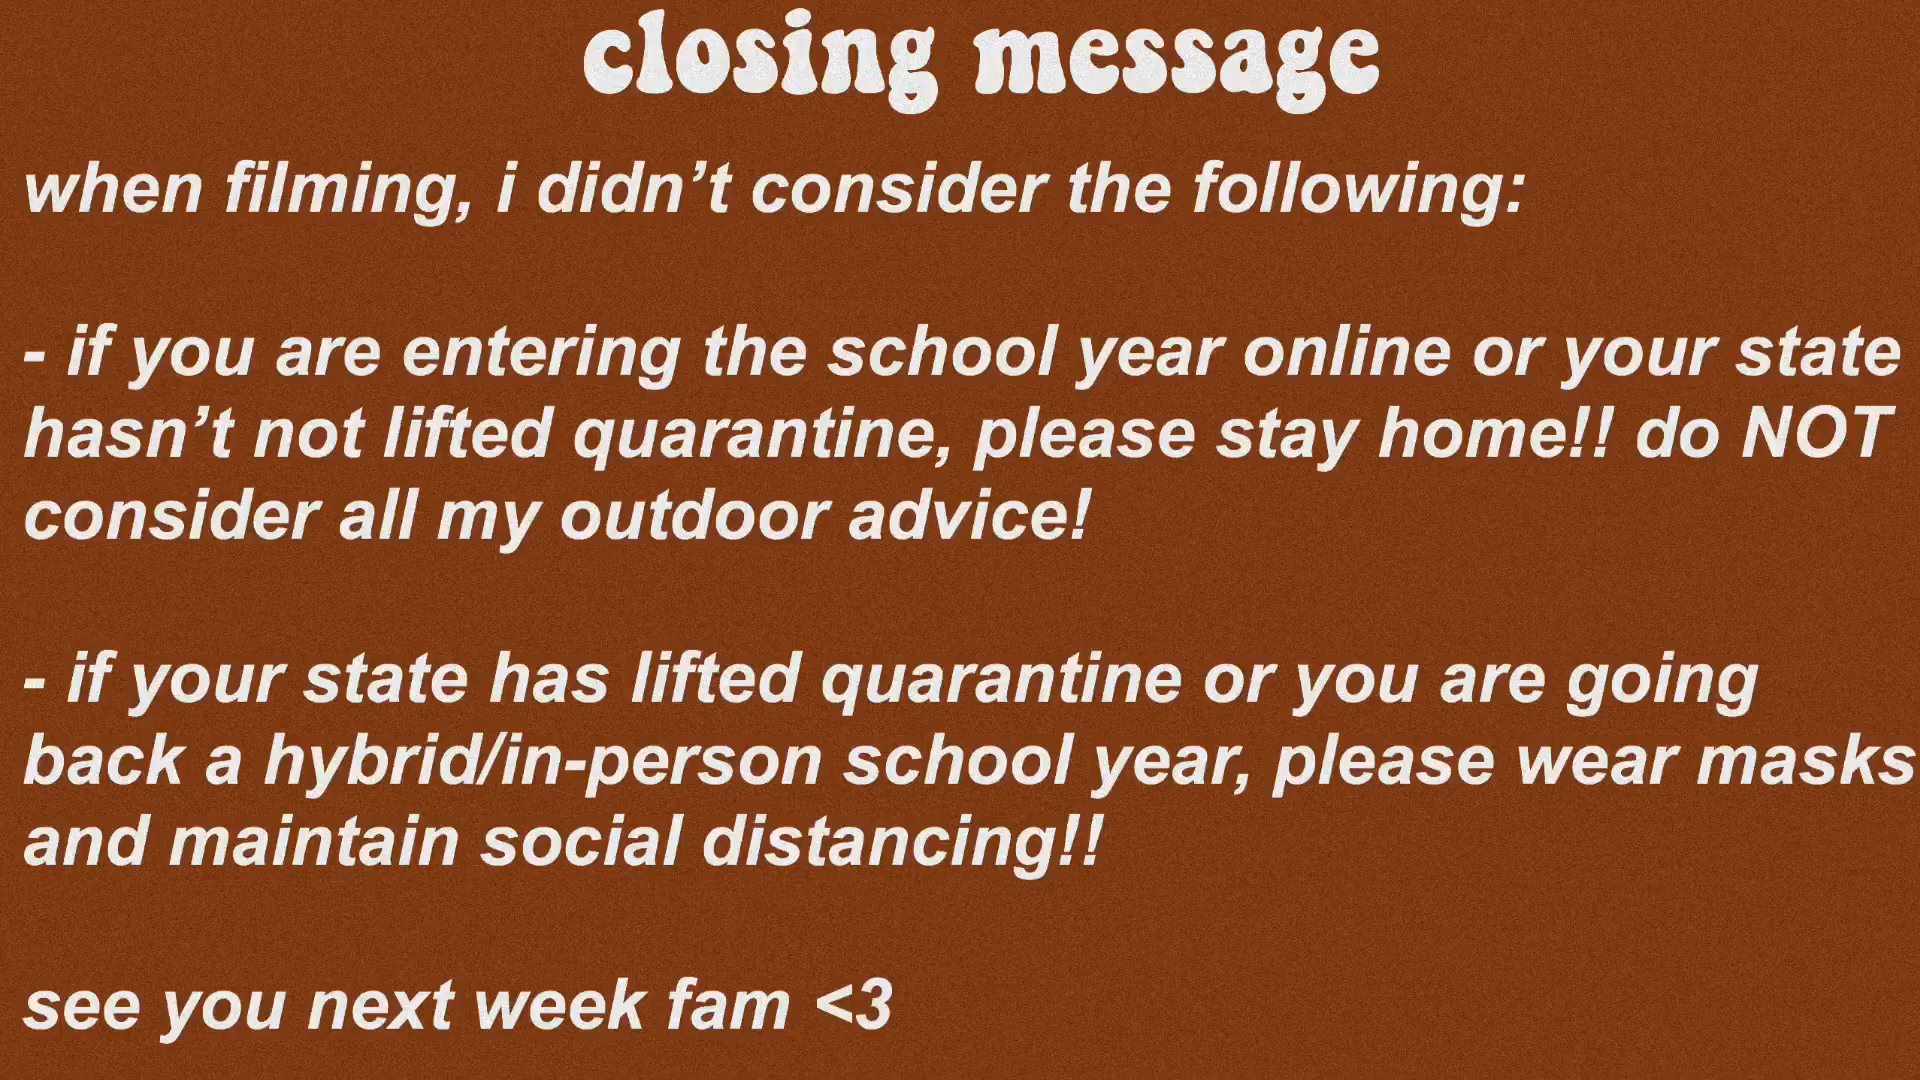 closing message
when filming, i didn’t consider the following:
- if you are entering the school year online or your state
hasn’t not lifted quarantine, please stay home!! do NOT
consider all my outdoor advice!
- if your state has lifted quarantine or you are going
back a hybrid/in-person school year, please wear masks
and maintain social distancing!!
see you next week fam <3